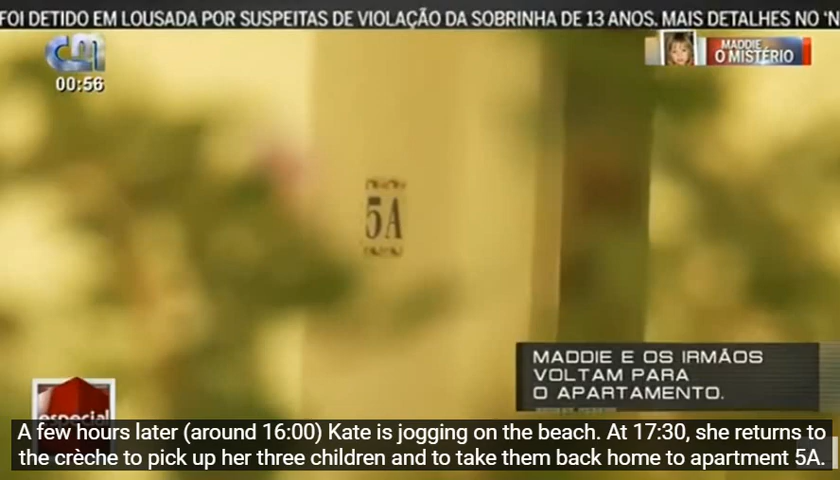 FOI DETIDO EM LOUSADA POR SUSPEITAS DE VIOLAÇÃO DA SOBRINHA DE 13 ANOS. MAIS DETALHES NO 'N
CM
00:56
MADDIE
O MISTÉRIO
5A
MADDIE E OS IRMÃOS
VOLTAM PARA
O APARTAMENTO.
especial
A few hours later (around 16:00) Kate is jogging on the beach. At 17:30, she returns to
the crèche to pick up her three children and to take them back home to apartment 5A.